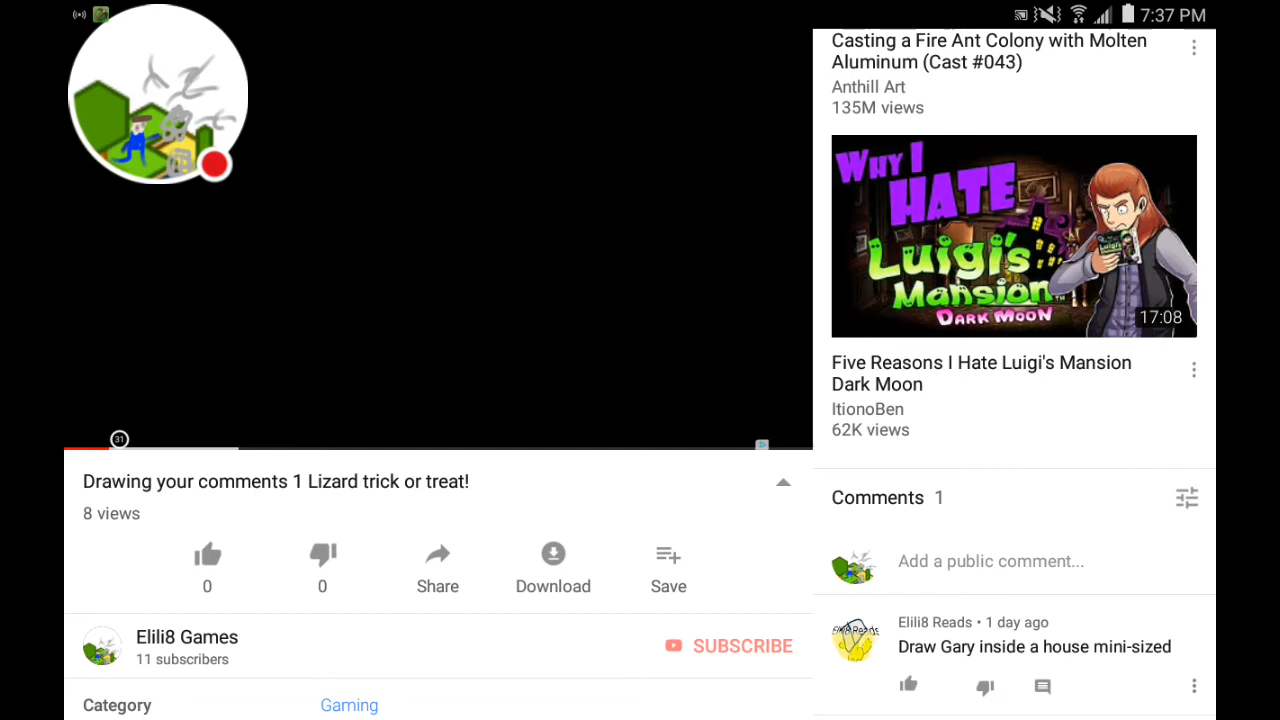 7:37 PM
31
Drawing your comments 1 Lizard trick or treat!
8 views
0
0
Share
Download
Save
Elili8 Games
11 subscribers
SUBSCRIBE
Category
Gaming
Casting a Fire Ant Colony with Molten
Aluminum (Cast #043)
Anthill Art
135M views
WHY I
HATE
LUIGI'S
MANSION
DARK MOON
17:08
Five Reasons I Hate Luigi's Mansion
Dark Moon
ItionoBen
62K views
Comments 1
Add a public comment...
Elili8 Reads • 1 day ago
Draw Gary inside a house mini-sized